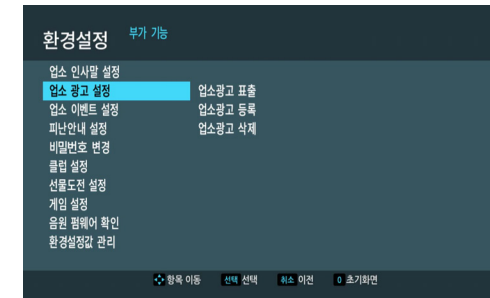 환경설정 부가 기능
업소 인사말 설정
업소 광고 설정 업소광고 표출
업소 이벤트 설정 업소광고 등록
피난안내 설정 업소광고 삭제
비밀번호 변경
클럽 설정
선물도전 설정
게임 설정
음원 펌웨어 확인
환경설정값 관리
항목 이동 선택 선택 취소 이전 0 초기화면